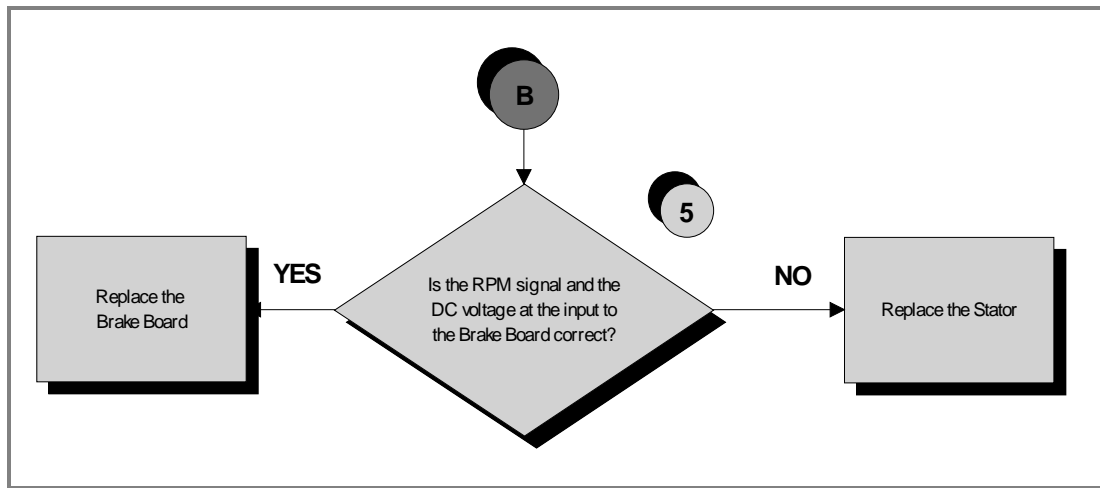 B
5
YES
Replace the
Brake Board
Is the RPM signal and the
DC voltage at the input to
the Brake Board correct?
NO
Replace the Stator